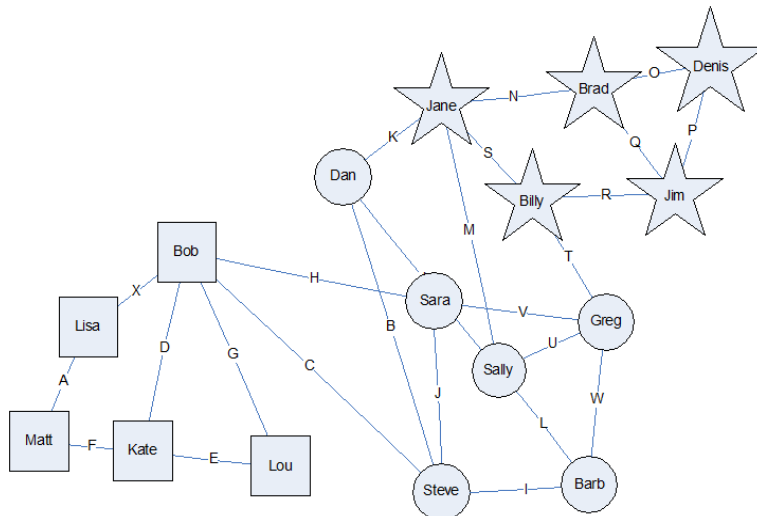 Denis
O
Brad
N
Jane
P
Q
K
S
Dan
Billy
R
Jim
M
T
Bob
H
X
Sara
V
Greg
Lisa
B
D
G
U
C
Sally
A
J
W
L
Matt
F
Kate
E
Lou
Steve
I
Barb